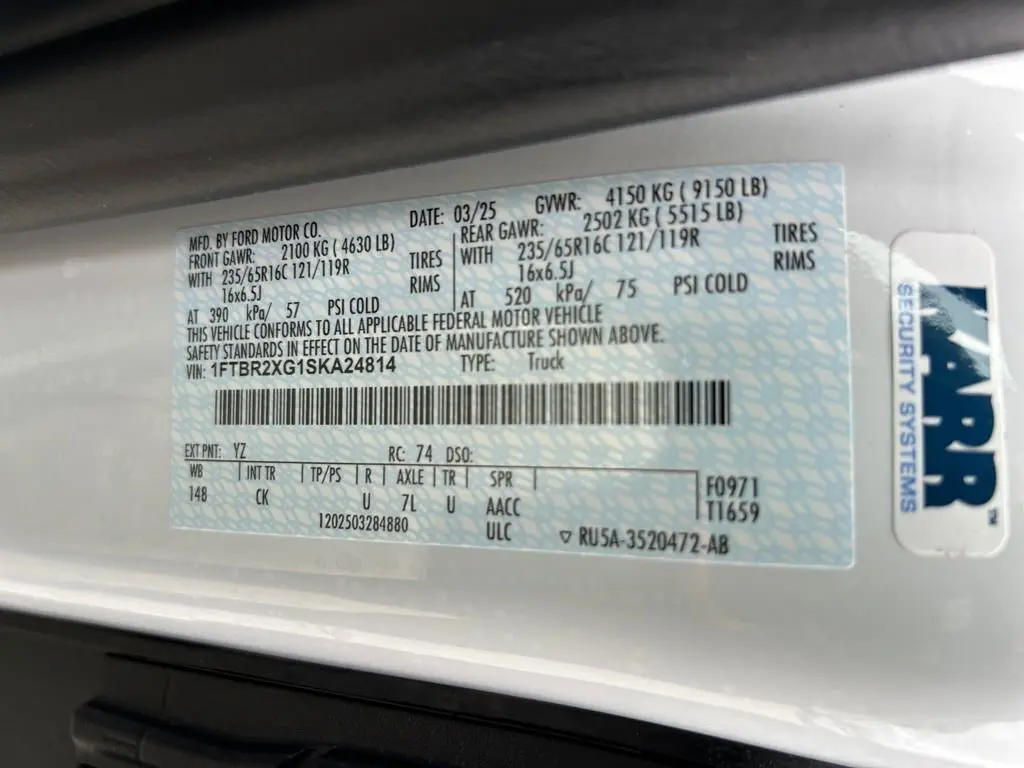 MFD. BY FORD MOTOR CO. DATE: 03/25 GVWR: 4150 KG ( 9150 LB)
FRONT GAWR: 2100 KG ( 4630 LB)
WITH 235/65R16C 121/119R TIRES
16x6.5J RIMS
AT 390 kPa/ 57 PSI COLD
REAR GAWR: 2502 KG ( 5515 LB)
WITH 235/65R16C 121/119R TIRES
16x6.5J RIMS
AT 520 kPa/ 75 PSI COLD
THIS VEHICLE CONFORMS TO ALL APPLICABLE FEDERAL MOTOR VEHICLE
SAFETY STANDARDS IN EFFECT ON THE DATE OF MANUFACTURE SHOWN ABOVE.
VIN: 1FTBR2XG1SKA24814 TYPE: Truck
EXT PNT: YZ RC: 74 DSO:
WB INT TR TP/PS R AXLE TR SPR
148 CK U 7L U AACC
1202503284880 ULC
F0971
T1659
RU5A-3520472-AB
KARR
SECURITY SYSTEMS
TM